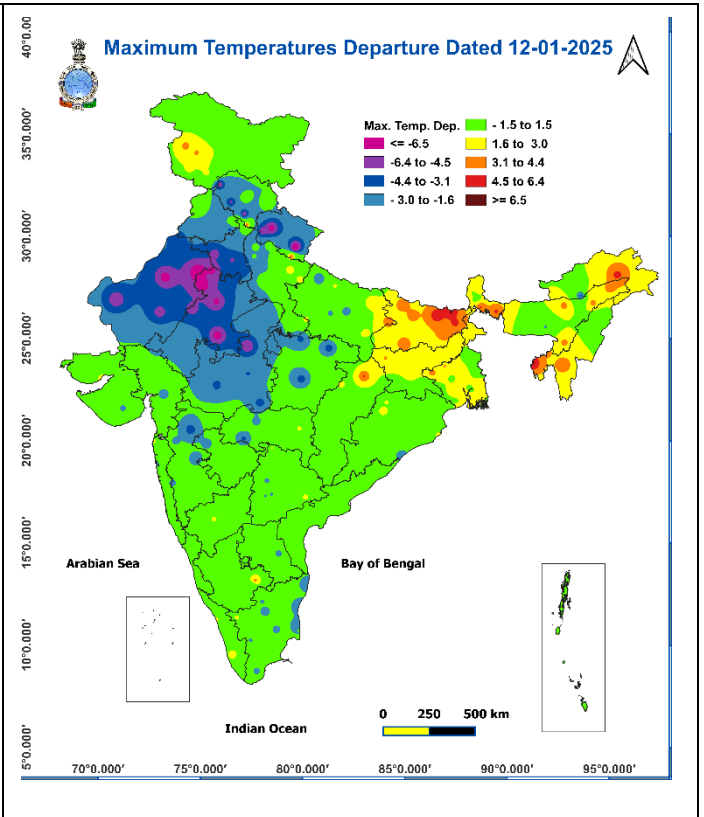 Maximum Temperatures Departure Dated 12-01-2025
Max. Temp. Dep.
<= -6.5
-6.4 to -4.5
-4.4 to -3.1
- 3.0 to -1.6
- 1.5 to 1.5
1.6 to 3.0
3.1 to 4.4
4.5 to 6.4
>= 6.5
40°0.00
35°0.000'
30°0.000'
25°0.000'
20°0.000'
15°0.000'
10°0.000'
5°0.000'
Arabian Sea
Bay of Bengal
Indian Ocean
0 250 500 km
70°0.000' 75°0.000' 80°0.000' 85°0.000' 90°0.000' 95°0.000'